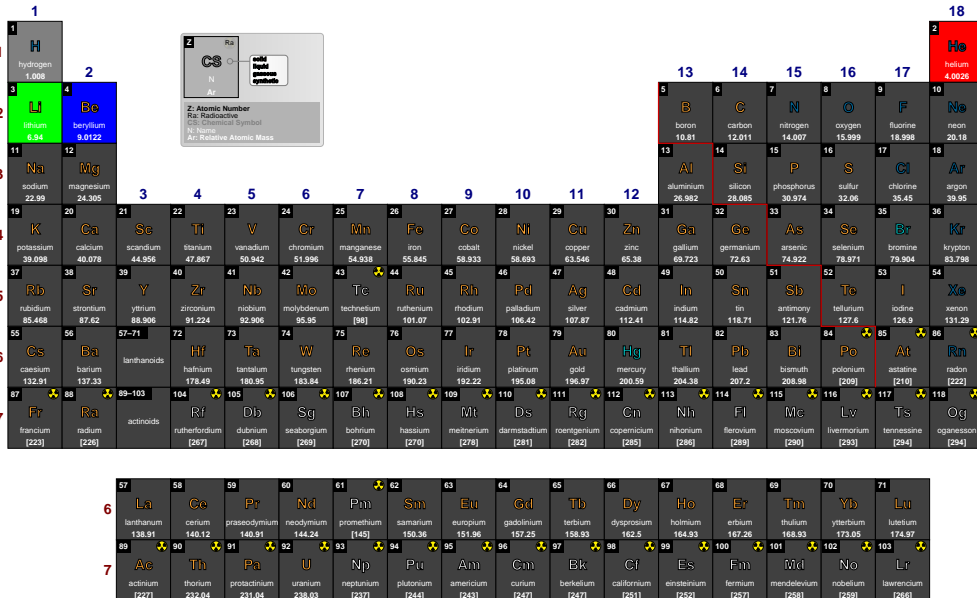 1 18
1 2
H He
hydrogen helium
1.008 2 13 14 15 16 17 4.0026
3 4 5 6 7 8 9 10
Li Be B C N O F Ne
lithium beryllium boron carbon nitrogen oxygen fluorine neon
6.94 9.0122 10.81 12.011 14.007 15.999 18.998 20.18
Z Ra
CS
solid
liquid
gaseous
synthetic
N
Ar
Z: Atomic Number
Ra: Radioactive
CS: Chemical Symbol
N: Name
Ar: Relative Atomic Mass
11 12 13 14 15 16 17 18
Na Mg Al Si P S Cl Ar
sodium magnesium aluminium silicon phosphorus sulfur chlorine argon
22.99 24.305 3 4 5 6 7 8 9 10 11 12 26.982 28.085 30.974 32.06 35.45 39.95
19 20 21 22 23 24 25 26 27 28 29 30 31 32 33 34 35 36
K Ca Sc Ti V Cr Mn Fe Co Ni Cu Zn Ga Ge As Se Br Kr
potassium calcium scandium titanium vanadium chromium manganese iron cobalt nickel copper zinc gallium germanium arsenic selenium bromine krypton
39.098 40.078 44.956 47.867 50.942 51.996 54.938 55.845 58.933 58.693 63.546 65.38 69.723 72.63 74.922 78.971 79.904 83.798
37 38 39 40 41 42 43 44 45 46 47 48 49 50 51 52 53 54
Rb Sr Y Zr Nb Mo Tc Ru Rh Pd Ag Cd In Sn Sb Te I Xe
rubidium strontium yttrium zirconium niobium molybdenum technetium ruthenium rhodium palladium silver cadmium indium tin antimony tellurium iodine xenon
85.468 87.62 88.906 91.224 92.906 95.95 [98] 101.07 102.91 106.42 107.87 112.41 114.82 118.71 121.76 127.6 126.9 131.29
55 56 57–71 72 73 74 75 76 77 78 79 80 81 82 83 84 85 86
Cs Ba Hf Ta W Re Os Ir Pt Au Hg Tl Pb Bi Po At Rn
caesium barium lanthanoids hafnium tantalum tungsten rhenium osmium iridium platinum gold mercury thallium lead bismuth polonium astatine radon
132.91 137.33 178.49 180.95 183.84 186.21 190.23 192.22 195.08 196.97 200.59 204.38 207.2 208.98 [209] [210] [222]
87 88 89–103 104 105 106 107 108 109 110 111 112 113 114 115 116 117 118
Fr Ra Rf Db Sg Bh Hs Mt Ds Rg Cn Nh Fl Mc Lv Ts Og
francium radium actinoids rutherfordium dubnium seaborgium bohrium hassium meitnerium darmstadtium roentgenium copernicium nihonium flerovium moscovium livermorium tennessine oganesson
[223] [226] [267] [268] [269] [270] [270] [278] [281] [282] [285] [286] [289] [290] [293] [294] [294]
57 58 59 60 61 62 63 64 65 66 67 68 69 70 71
6 La Ce Pr Nd Pm Sm Eu Gd Tb Dy Ho Er Tm Yb Lu
lanthanum cerium praseodymium neodymium promethium samarium europium gadolinium terbium dysprosium holmium erbium thulium ytterbium lutetium
138.91 140.12 140.91 144.24 [145] 150.36 151.96 157.25 158.93 162.5 164.93 167.26 168.93 173.05 174.97
89 90 91 92 93 94 95 96 97 98 99 100 101 102 103
7 Ac Th Pa U Np Pu Am Cm Bk Cf Es Fm Md No Lr
actinium thorium protactinium uranium neptunium plutonium americium curium berkelium californium einsteinium fermium mendelevium nobelium lawrencium
[227] 232.04 231.04 238.03 [237] [244] [243] [247] [247] [251] [252] [257] [258] [259] [266]